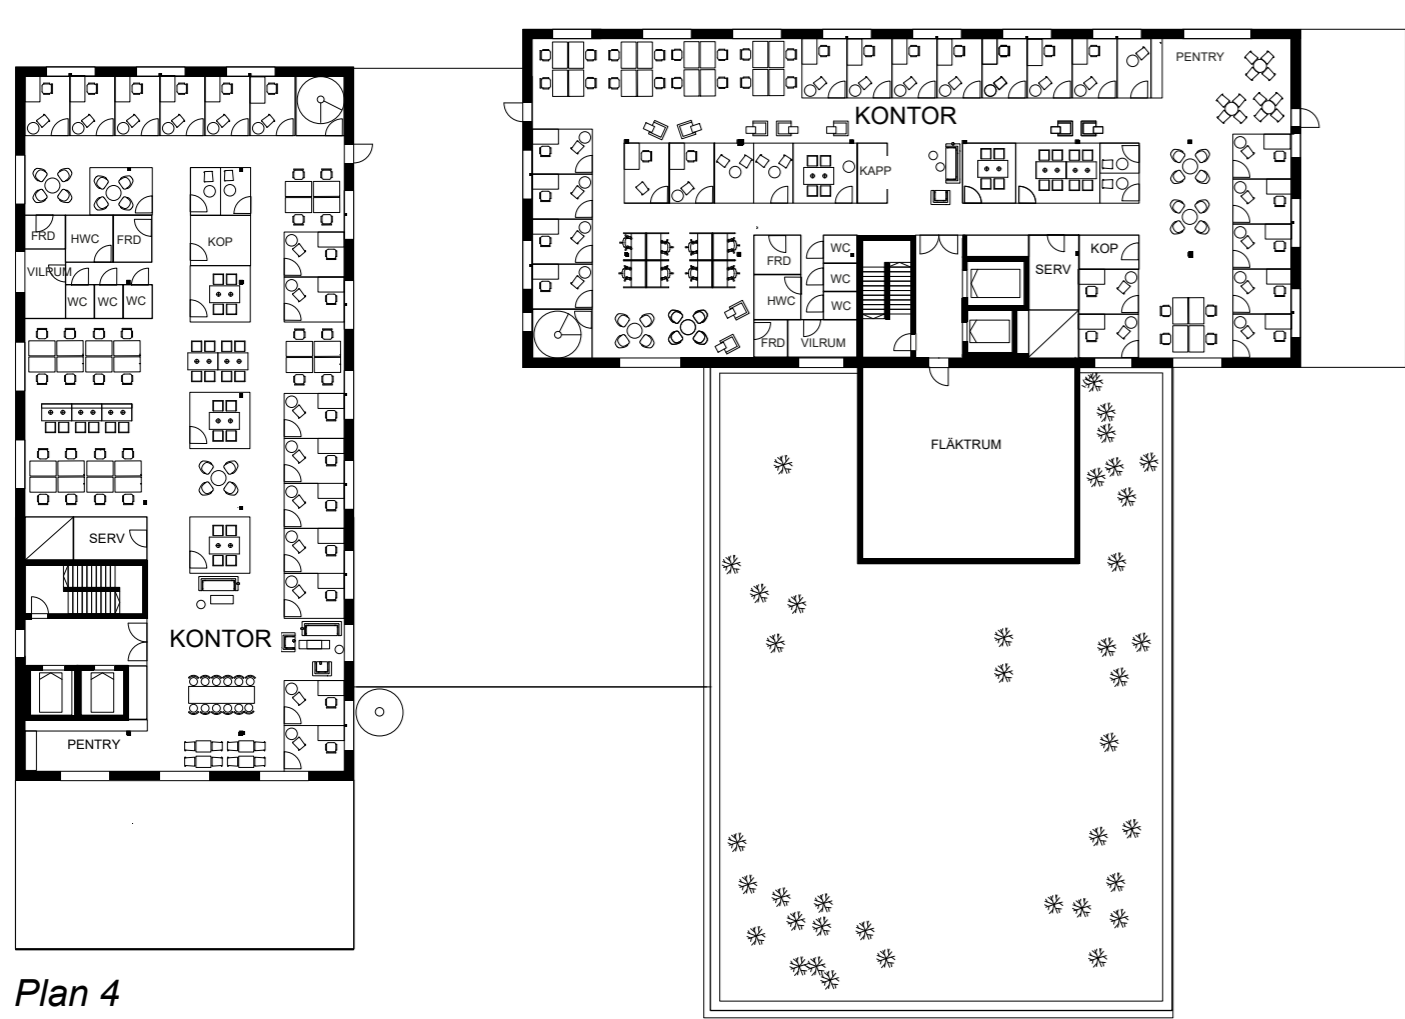 PENTRY
KONTOR
KAPP
FRD
HWC
FRD
KOP
VILRUM
WC
WC
WC
WC
FRD
WC
KOP
SERV
HWC
WC
FRD
VILRUM
FLÄKTRUM
SERV
KONTOR
PENTRY
Plan 4